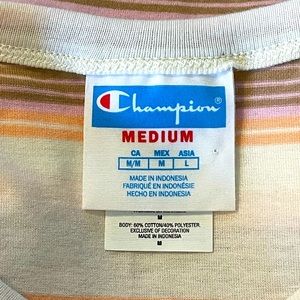 Champion
MEDIUM
CA MEX ASIA
M/M M L
MADE IN INDONESIA
FABRIQUÉ EN INDONÉSIE
HECHO EN INDONESIA
M
BODY: 60% COTTON/40% POLYESTER
EXCLUSIVE OF DECORATION
MADE IN INDONESIA
M